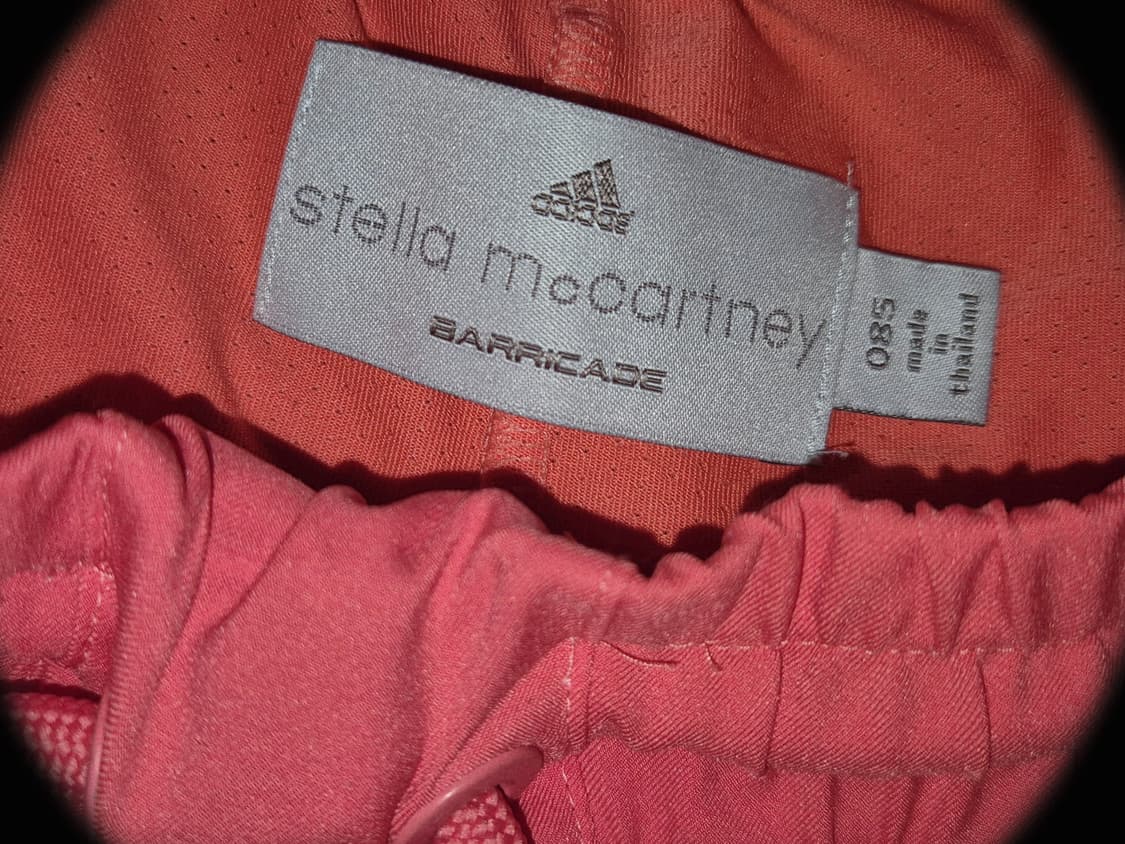 adidas
stella mccartney
BARRICADE
085
made
in
thailand